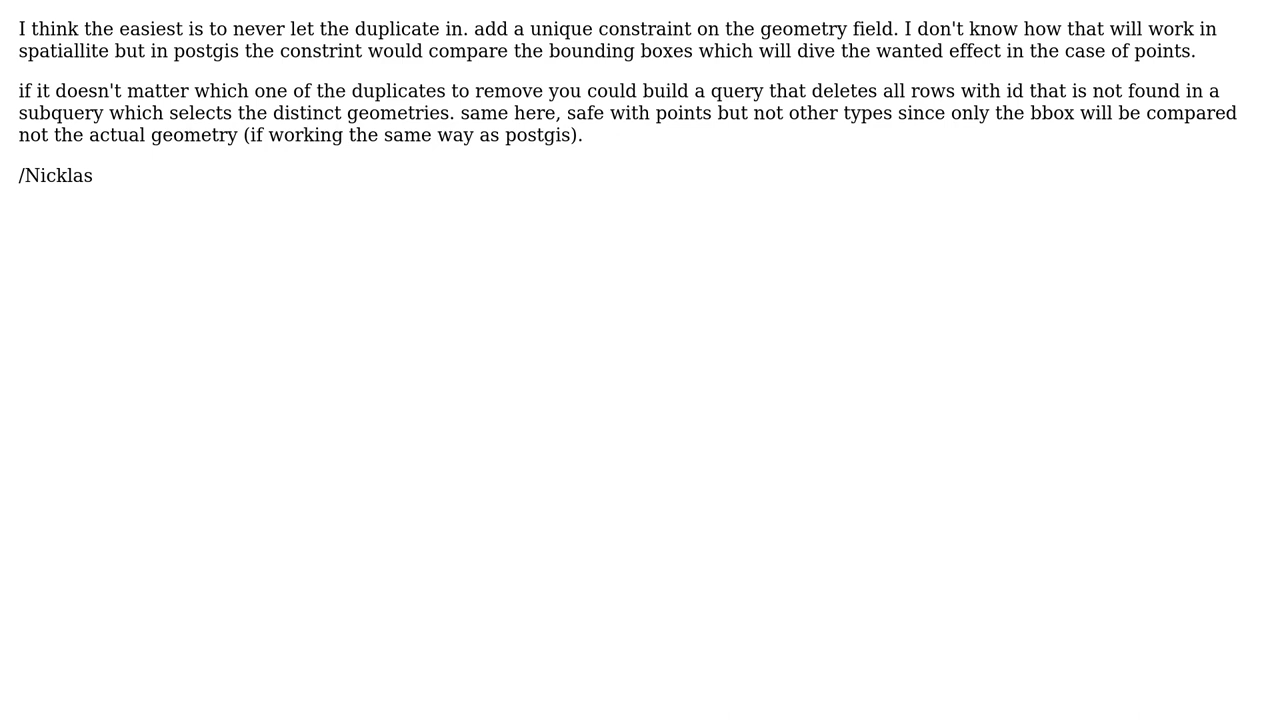 I think the easiest is to never let the duplicate in. add a unique constraint on the geometry field. I don't know how that will work in
spatiallite but in postgis the constrint would compare the bounding boxes which will dive the wanted effect in the case of points.
if it doesn't matter which one of the duplicates to remove you could build a query that deletes all rows with id that is not found in a
subquery which selects the distinct geometries. same here, safe with points but not other types since only the bbox will be compared
not the actual geometry (if working the same way as postgis).
/Nicklas